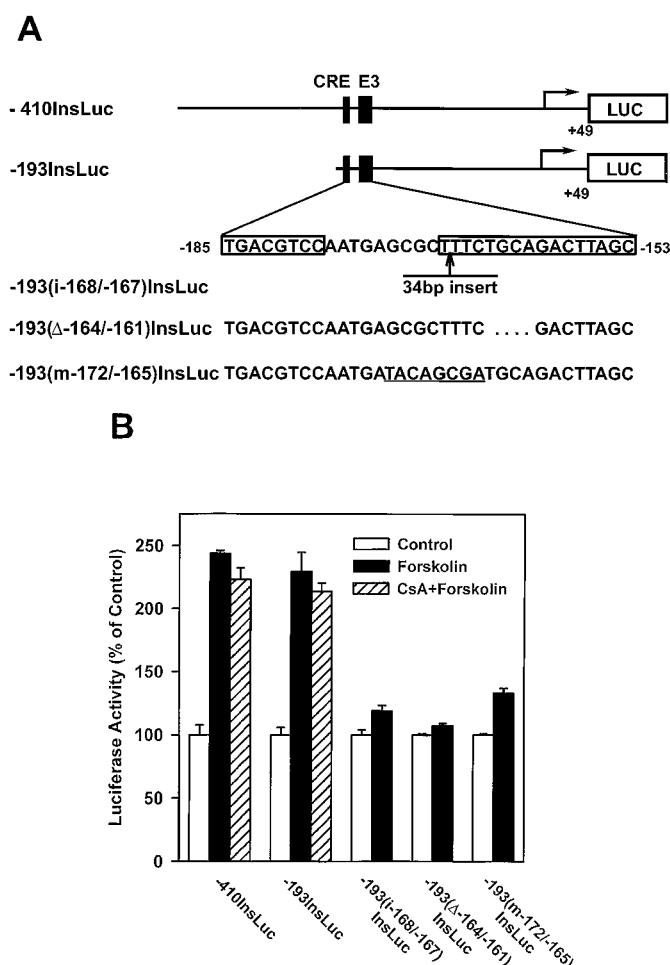 A
CRE E3
- 410InsLuc
LUC
+49
-193InsLuc
LUC
+49
-185 TGACGTCCAATGAGCGCTTTCTGCAGACTTAGC -153
-193(i-168/-167)InsLuc
34bp insert
-193(Δ-164/-161)InsLuc TGACGTCCAATGAGCGCTTTC .... GACTTAGC
-193(m-172/-165)InsLuc TGACGTCCAATGATACAGCGATGCAGACTTAGC
B
Luciferase Activity (% of Control)
250
200
150
100
50
0
Control
Forskolin
CsA+Forskolin
-410InsLuc
-193InsLuc
-193(i-168/-167)
InsLuc
-193(Δ-164/-161)
InsLuc
-193(m-172/-165)
InsLuc